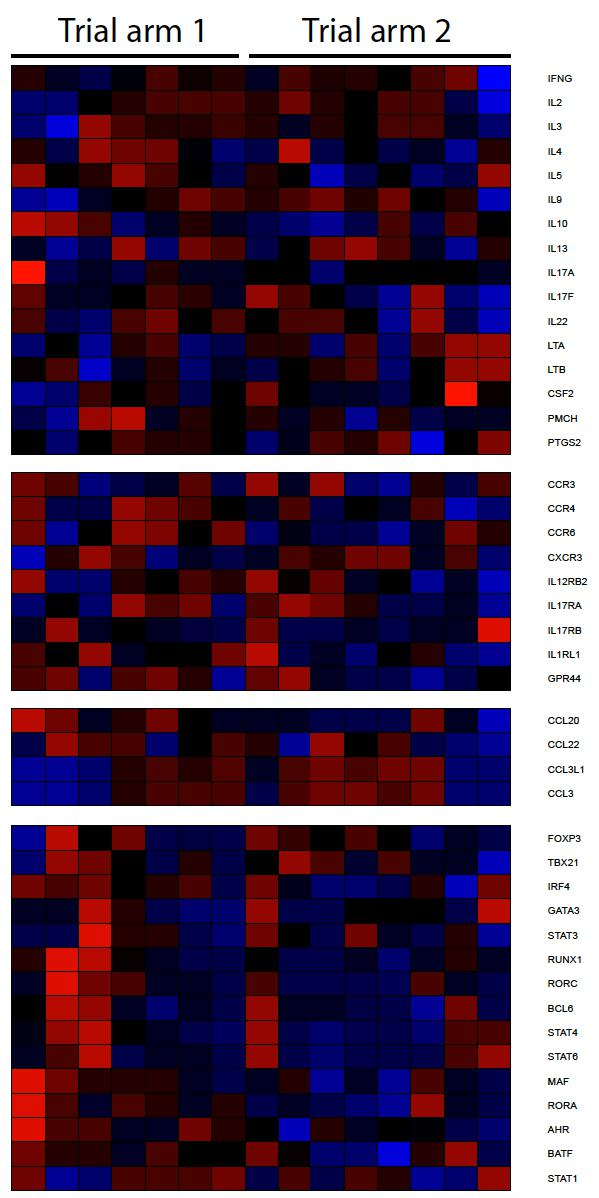 Trial arm 1 Trial arm 2
IFNG
IL2
IL3
IL4
IL5
IL9
IL10
IL13
IL17A
IL17F
IL22
LTA
LTB
CSF2
PMCH
PTGS2
CCR3
CCR4
CCR6
CXCR3
IL12RB2
IL17RA
IL17RB
IL1RL1
GPR44
CCL20
CCL22
CCL3L1
CCL3
FOXP3
TBX21
IRF4
GATA3
STAT3
RUNX1
RORC
BCL6
STAT4
STAT6
MAF
RORA
AHR
BATF
STAT1